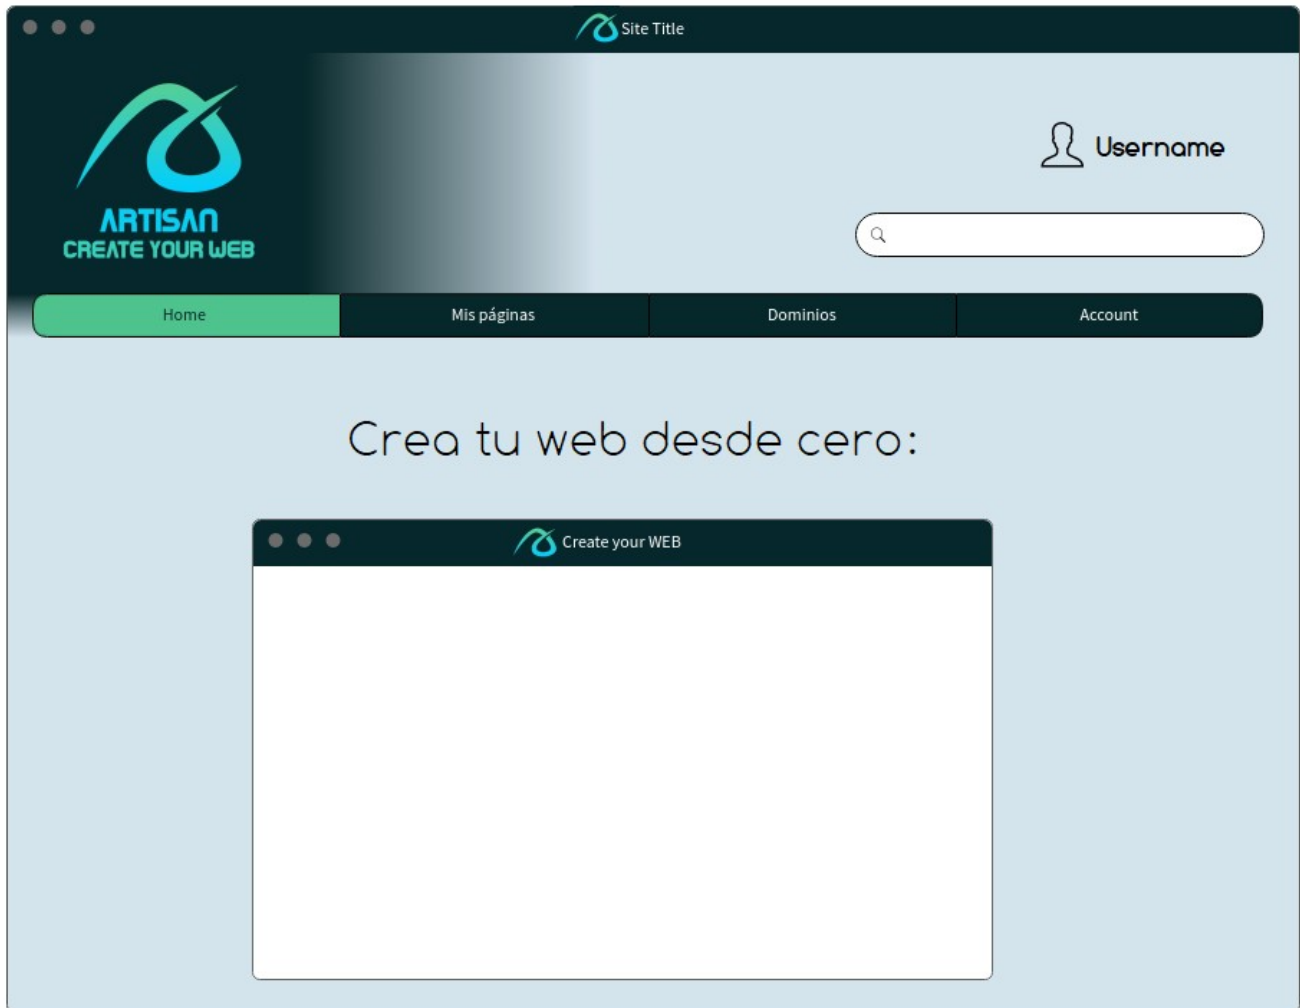 Site Title
ARTISAN
CREATE YOUR WEB
Username
Home
Mis páginas
Dominios
Account
Crea tu web desde cero:
Create your WEB